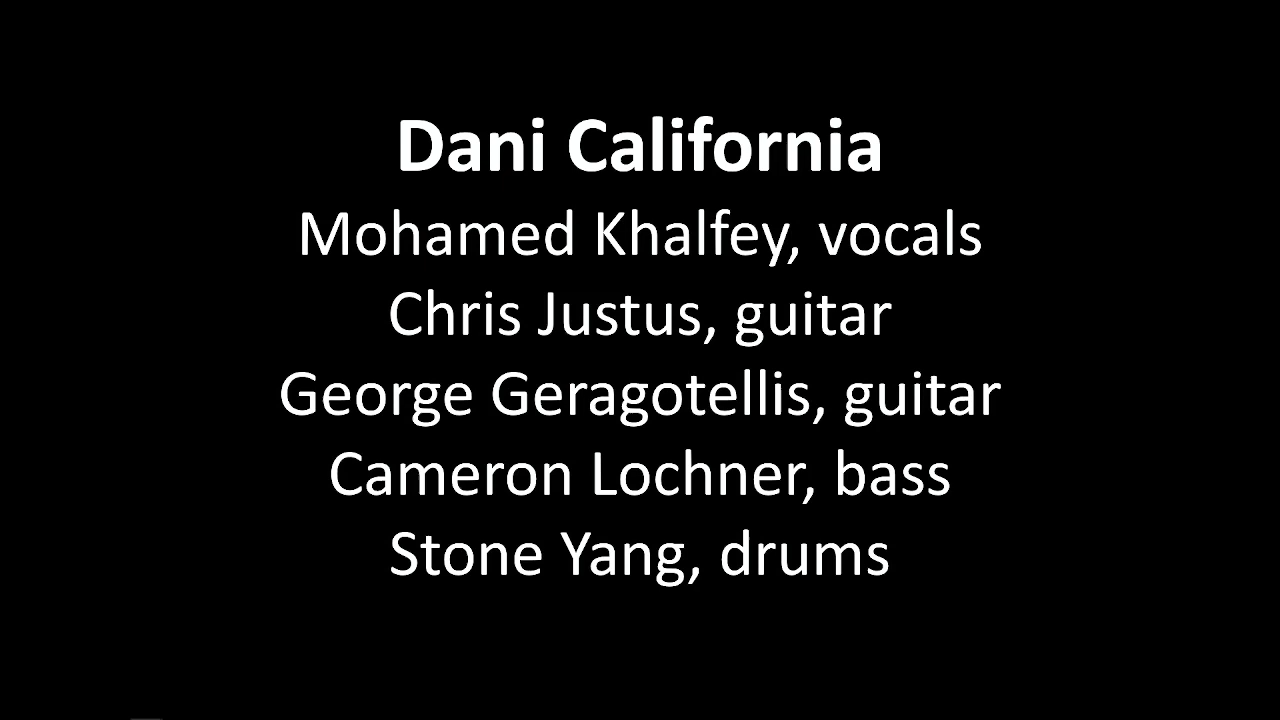 Dani California
Mohamed Khalfey, vocals
Chris Justus, guitar
George Geragotellis, guitar
Cameron Lochner, bass
Stone Yang, drums